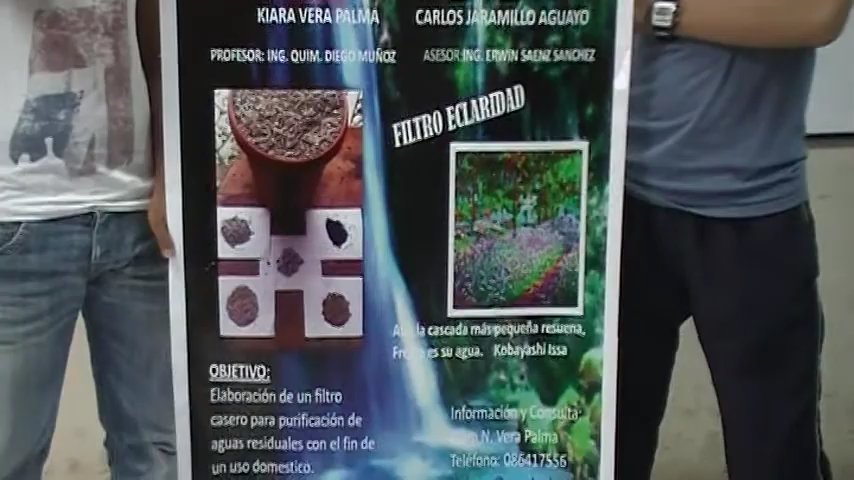 KIARA VERA PALMA
CARLOS JARAMILLO AGUAYO
PROFESOR: ING. QUIM. DIEGO MUÑOZ
ASESOR: ING. ERWIN SAENZ SANCHEZ
FILTRO ECLARIDAD
la cascada más pequeña resuena,
es su agua. Kobayashi Issa
OBJETIVO:
Elaboración de un filtro
casero para purificación de
aguas residuales con el fin de
un uso domestico.
Información y Consulta:
N. Vera Palma
Teléfono: 086417556